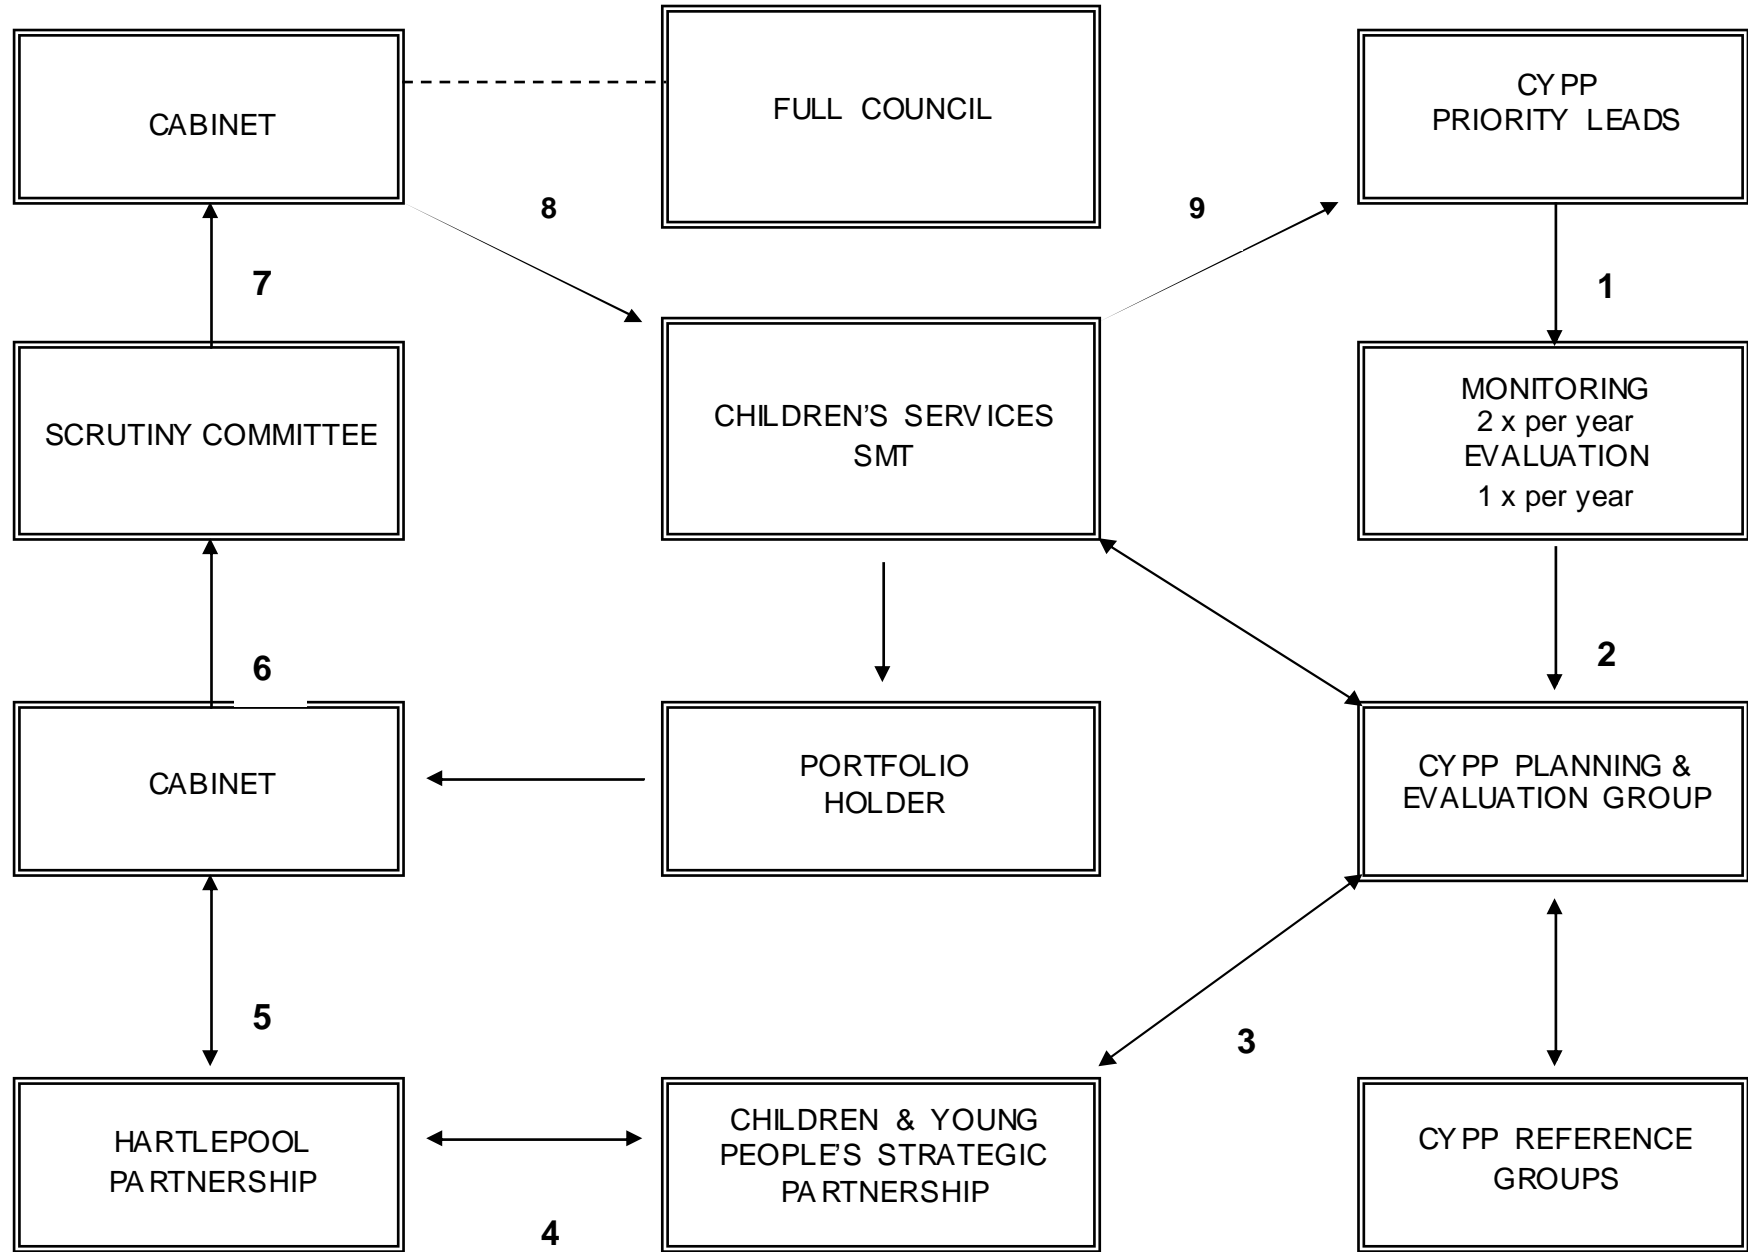 CABINET
FULL COUNCIL
CYPP
PRIORITY LEADS
8
9
7
1
SCRUTINY COMMITTEE
CHILDREN'S SERVICES
SMT
MONITORING
2 x per year
EVALUATION
1 x per year
6
2
CABINET
PORTFOLIO
HOLDER
CYPP PLANNING &
EVALUATION GROUP
5
3
HARTLEPOOL
PARTNERSHIP
CHILDREN & YOUNG
PEOPLE'S STRATEGIC
PARTNERSHIP
CYPP REFERENCE
GROUPS
4